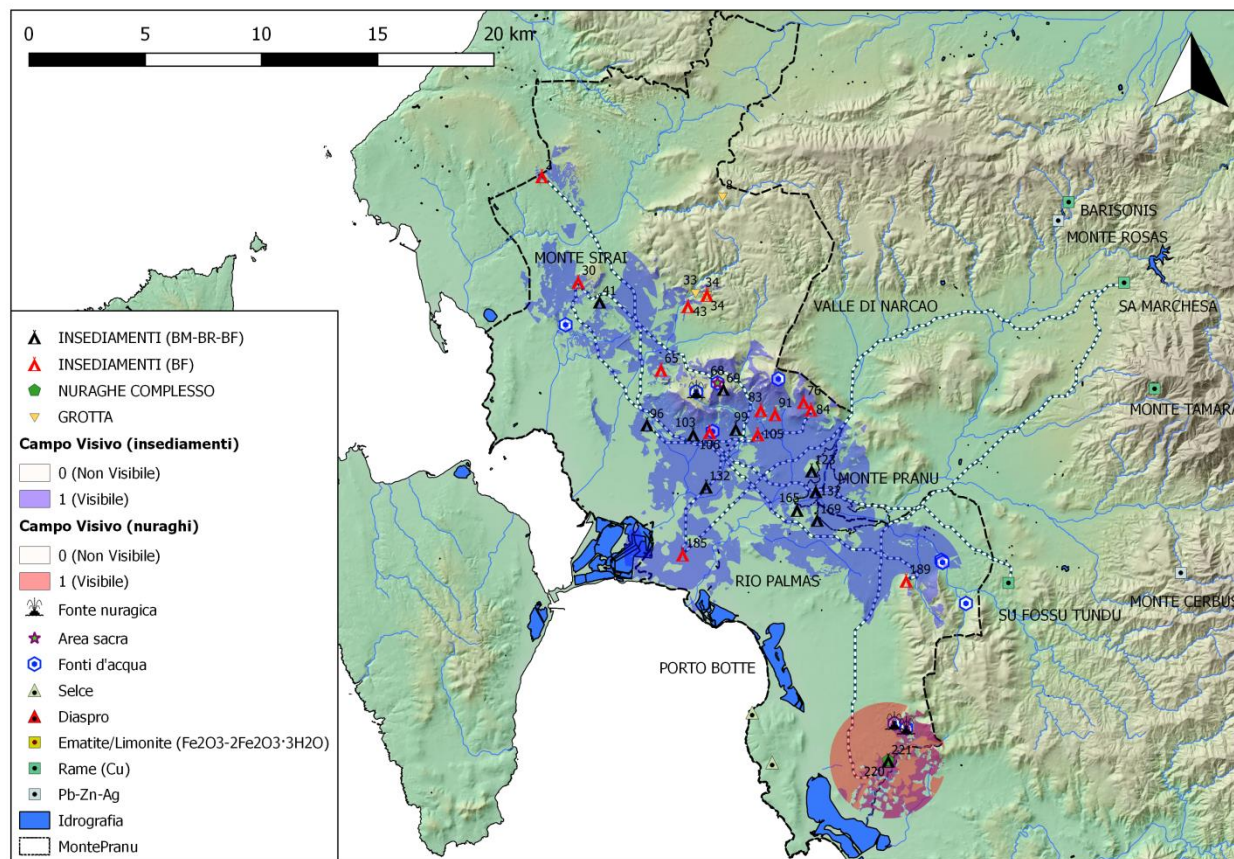 0 5 10 15 20 km
INSEDIAMENTI (BM-BR-BF)
INSEDIAMENTI (BF)
NURAGHE COMPLESSO
GROTTA
Campo Visivo (insediamenti)
0 (Non Visibile)
1 (Visibile)
Campo Visivo (nuraghi)
0 (Non Visibile)
1 (Visibile)
Fonte nuragica
Area sacra
Fonti d'acqua
Selce
Diaspro
Ematite/Limonite (Fe2O3-2Fe2O3·3H2O)
Rame (Cu)
Pb-Zn-Ag
Idrografia
MontePranu
8
BARISONIS
MONTE ROSAS
MONTE SIRAI
30
41
33
34
34
43
VALLE DI NARCAO
SA MARCHESA
65
68
69
76
83
91
84
MONTE TAMARA
96
99
103
105
123
MONTE PRANU
132
137
165
169
185
RIO PALMAS
189
SU FOSSU TUNDU
MONTE CERBUS
PORTO BOTTE
221
220